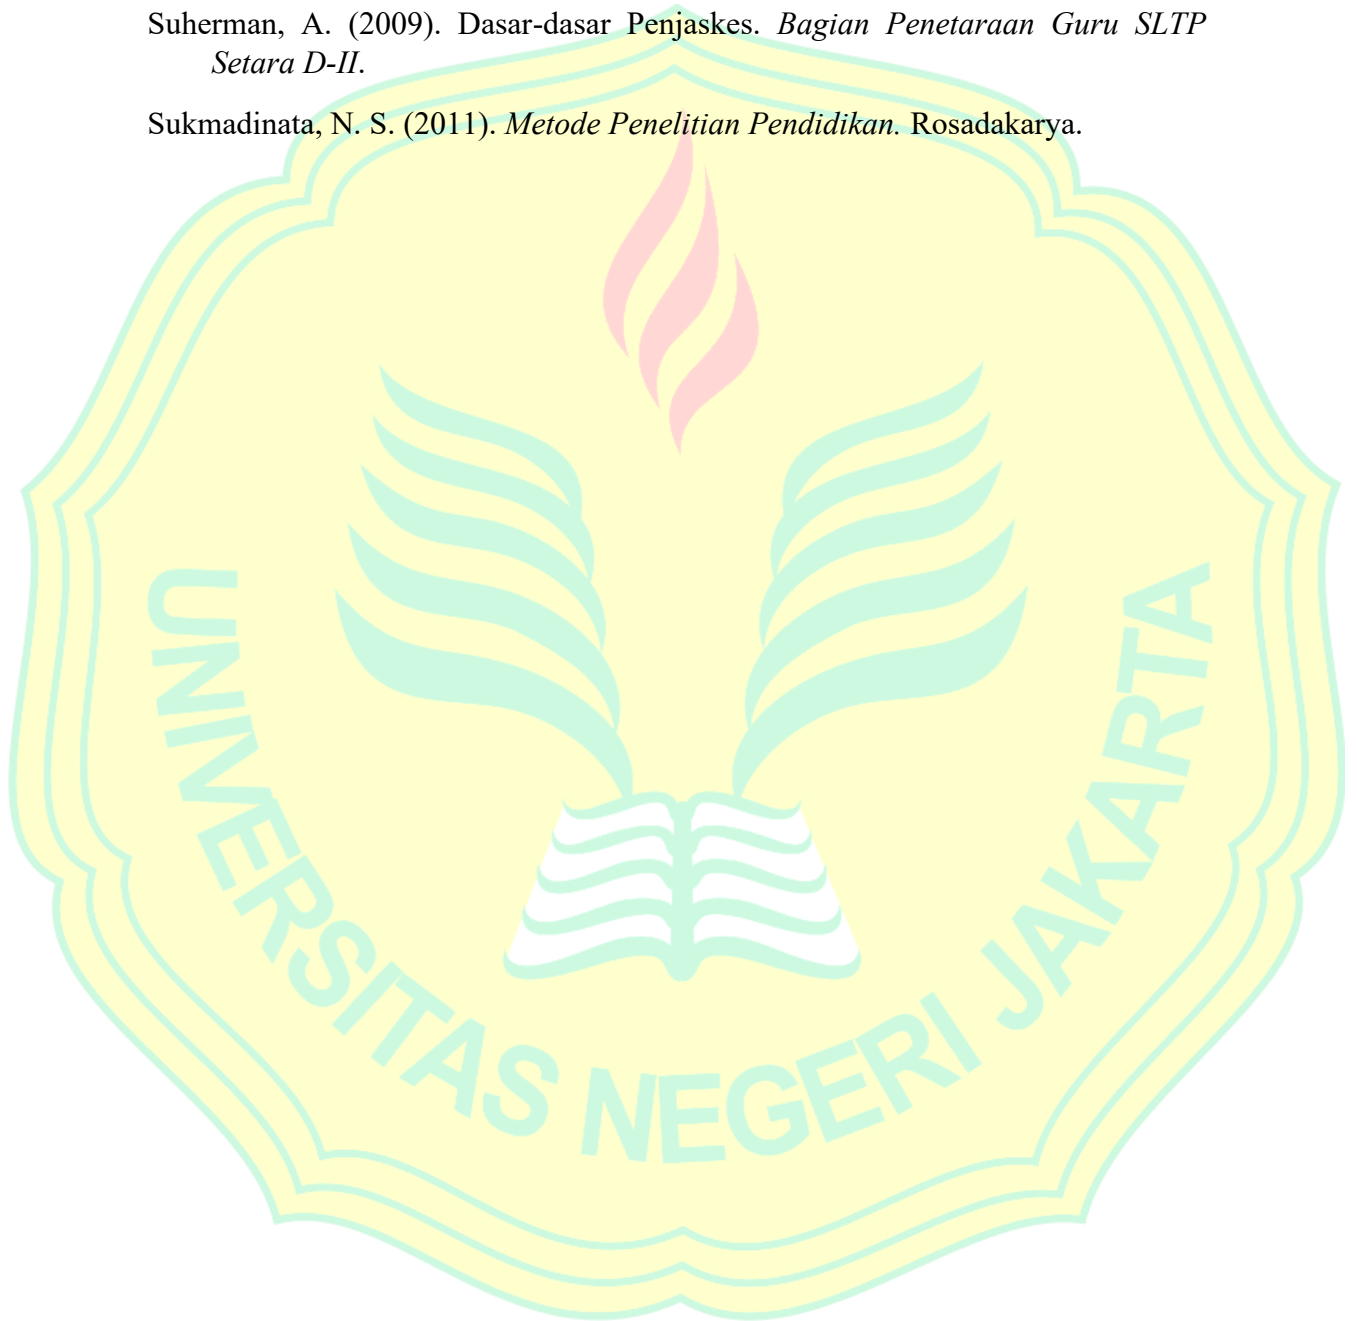 Suherman, A. (2009). Dasar-dasar Penjaskes. Bagian Penetaraan Guru SLTP
Setara D-II.
Sukmadinata, N. S. (2011). Metode Penelitian Pendidikan. Rosadakarya.
UNIVERSITAS NEGERI JAKARTA